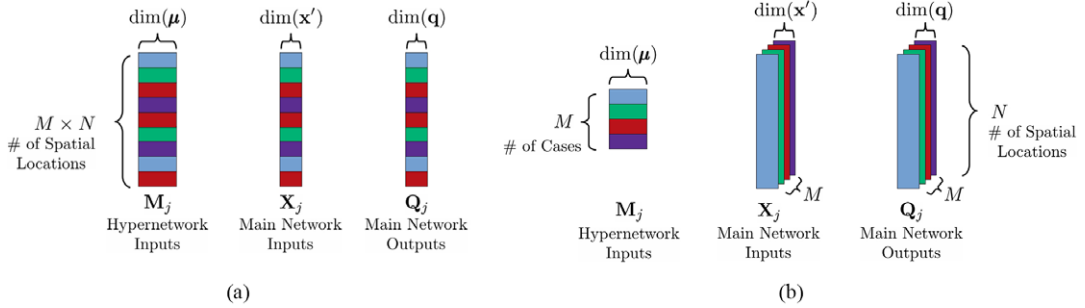 dim(μ)
dim(x′)
dim(q)
M × N
# of Spatial
Locations
M_j
Hypernetwork
Inputs
X_j
Main Network
Inputs
Q_j
Main Network
Outputs
(a)
dim(μ)
dim(x′)
dim(q)
M
# of Cases
N
# of Spatial
Locations
M
M
M_j
Hypernetwork
Inputs
X_j
Main Network
Inputs
Q_j
Main Network
Outputs
(b)